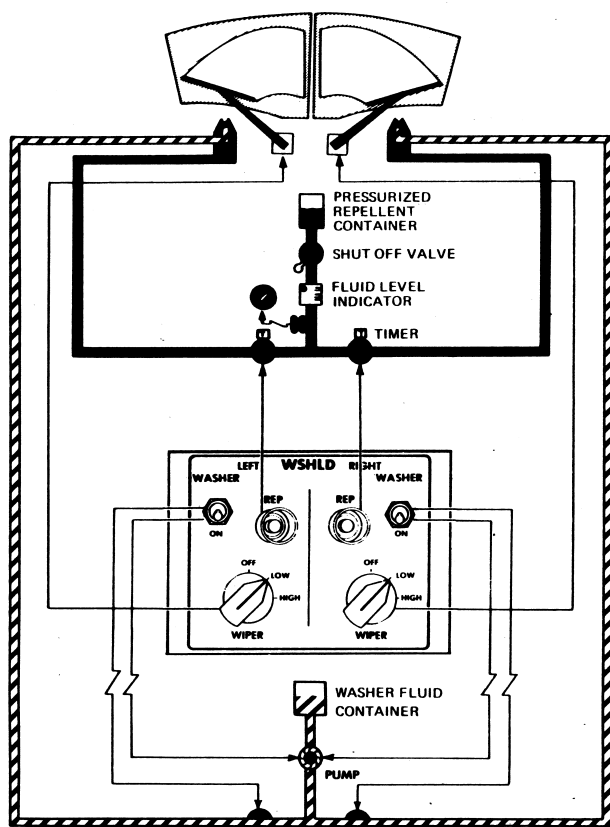 PRESSURIZED
REPELLENT
CONTAINER
SHUT OFF VALVE
FLUID LEVEL
INDICATOR
TIMER
LEFT WSHLD RIGHT
WASHER WASHER
REP REP
ON ON
OFF OFF
LOW LOW
HIGH HIGH
WIPER WIPER
WASHER FLUID
CONTAINER
PUMP